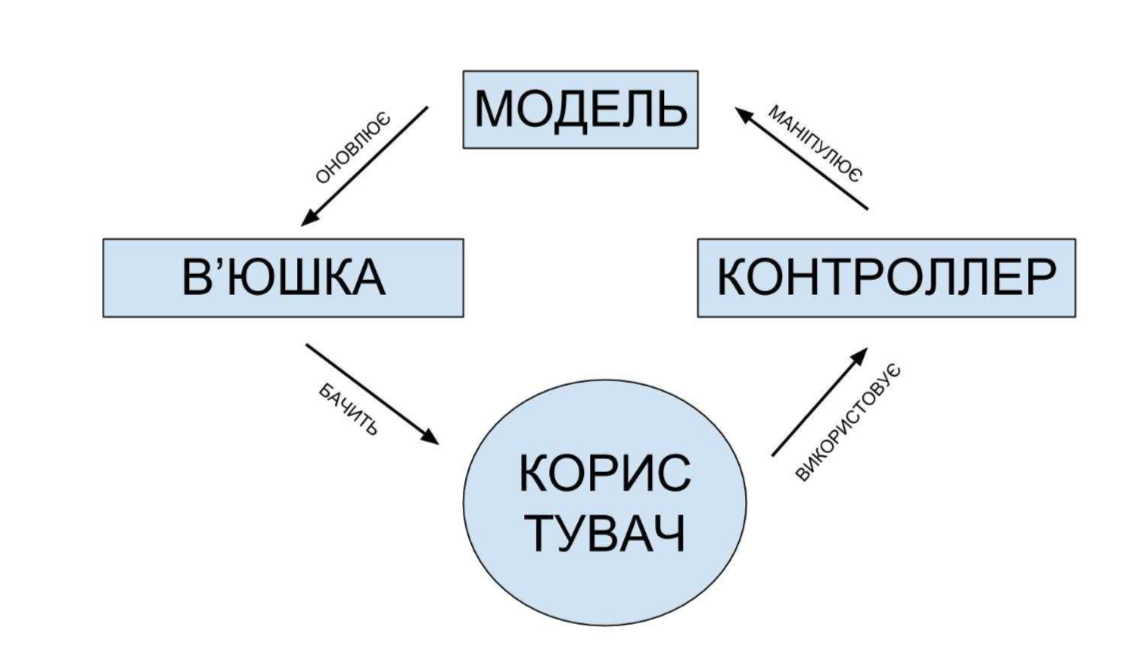 МОДЕЛЬ
ОНОВЛЮЄ
МАНІПУЛЮЄ
В’ЮШКА
КОНТРОЛЛЕР
БАЧИТЬ
ВИКОРИСТОВУЄ
КОРИС
ТУВАЧ